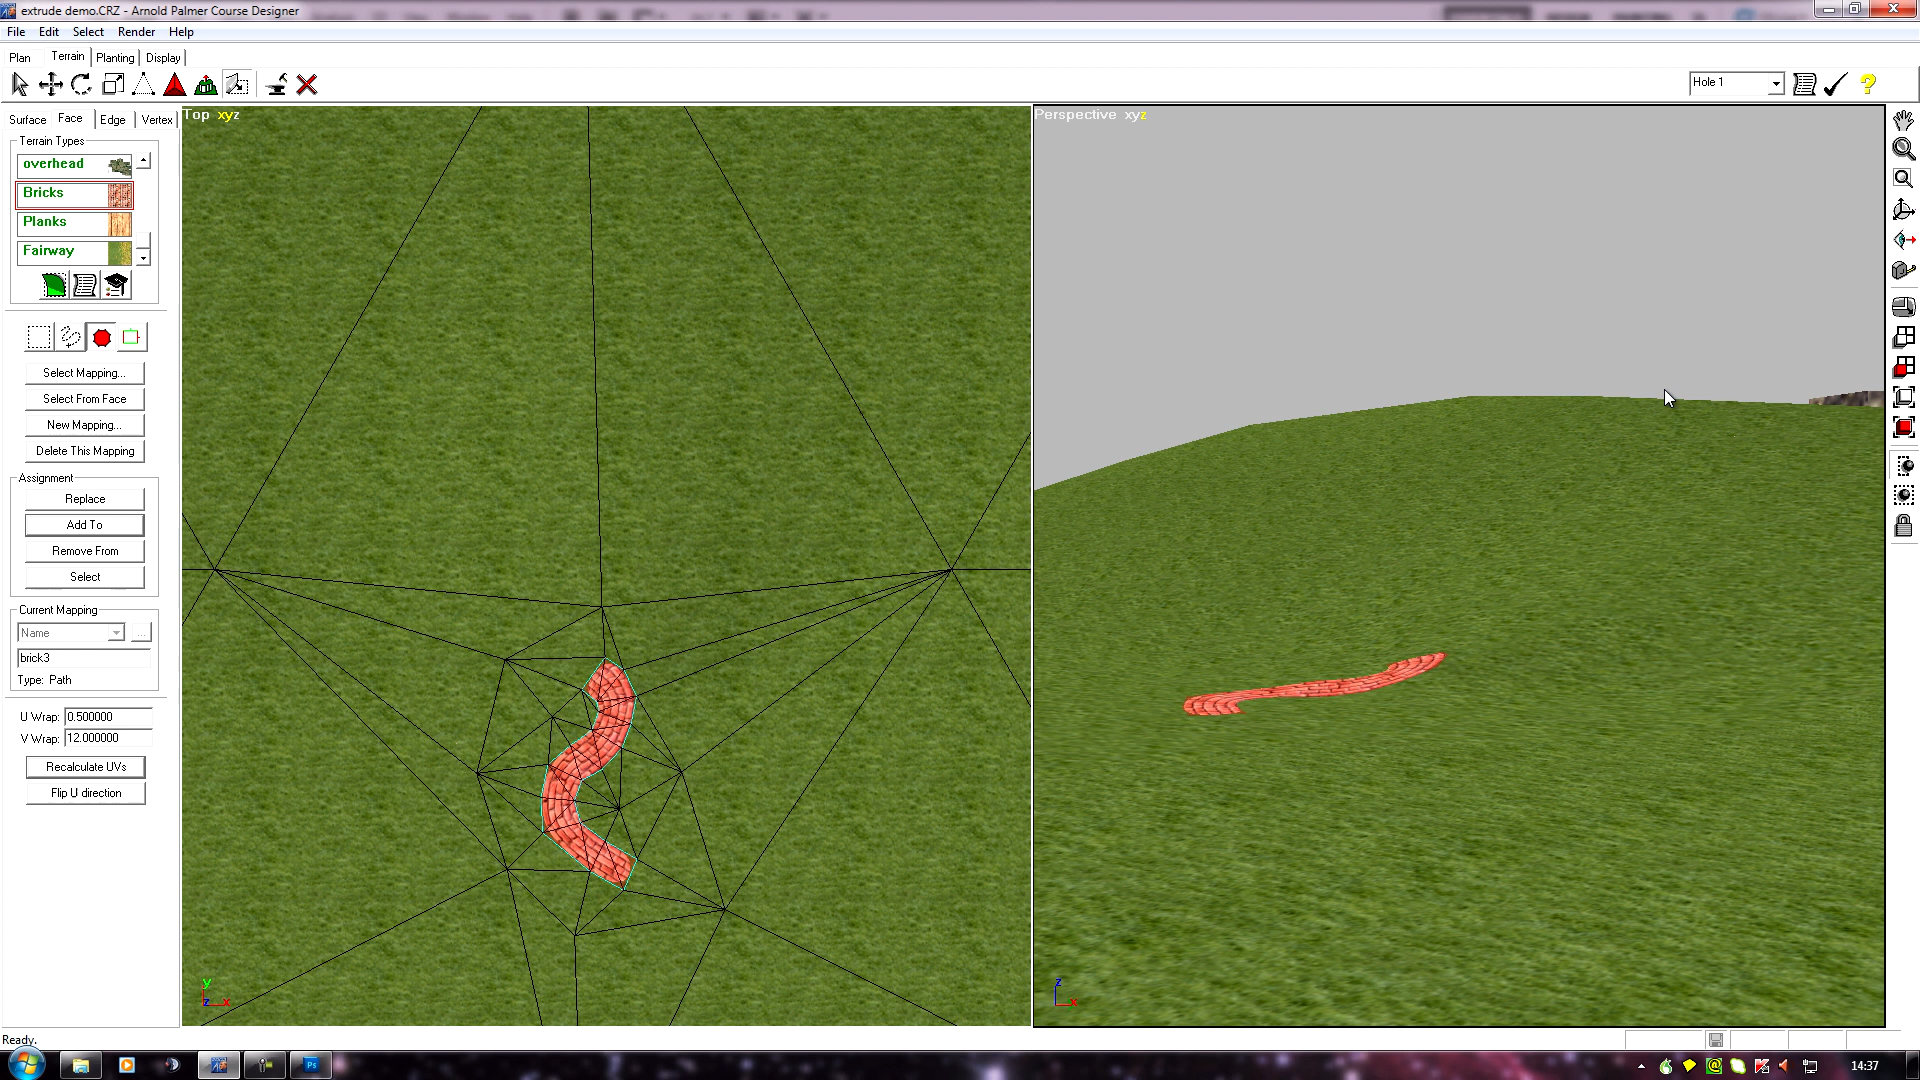 extrude demo.CRZ - Arnold Palmer Course Designer
File Edit Select Render Help
Plan Terrain Planting Display
Hole 1
Surface Face Edge Vertex
Terrain Types
overhead
Bricks
Planks
Fairway
Select Mapping...
Select From Face
New Mapping...
Delete This Mapping
Assignment
Replace
Add To
Remove From
Select
Current Mapping
Name ...
brick3
Type: Path
U Wrap: 0.500000
V Wrap: 12.000000
Recalculate UVs
Flip U direction
Top xyz
y
z x
Perspective xyz
z
x
Ready.
Ps
14:37